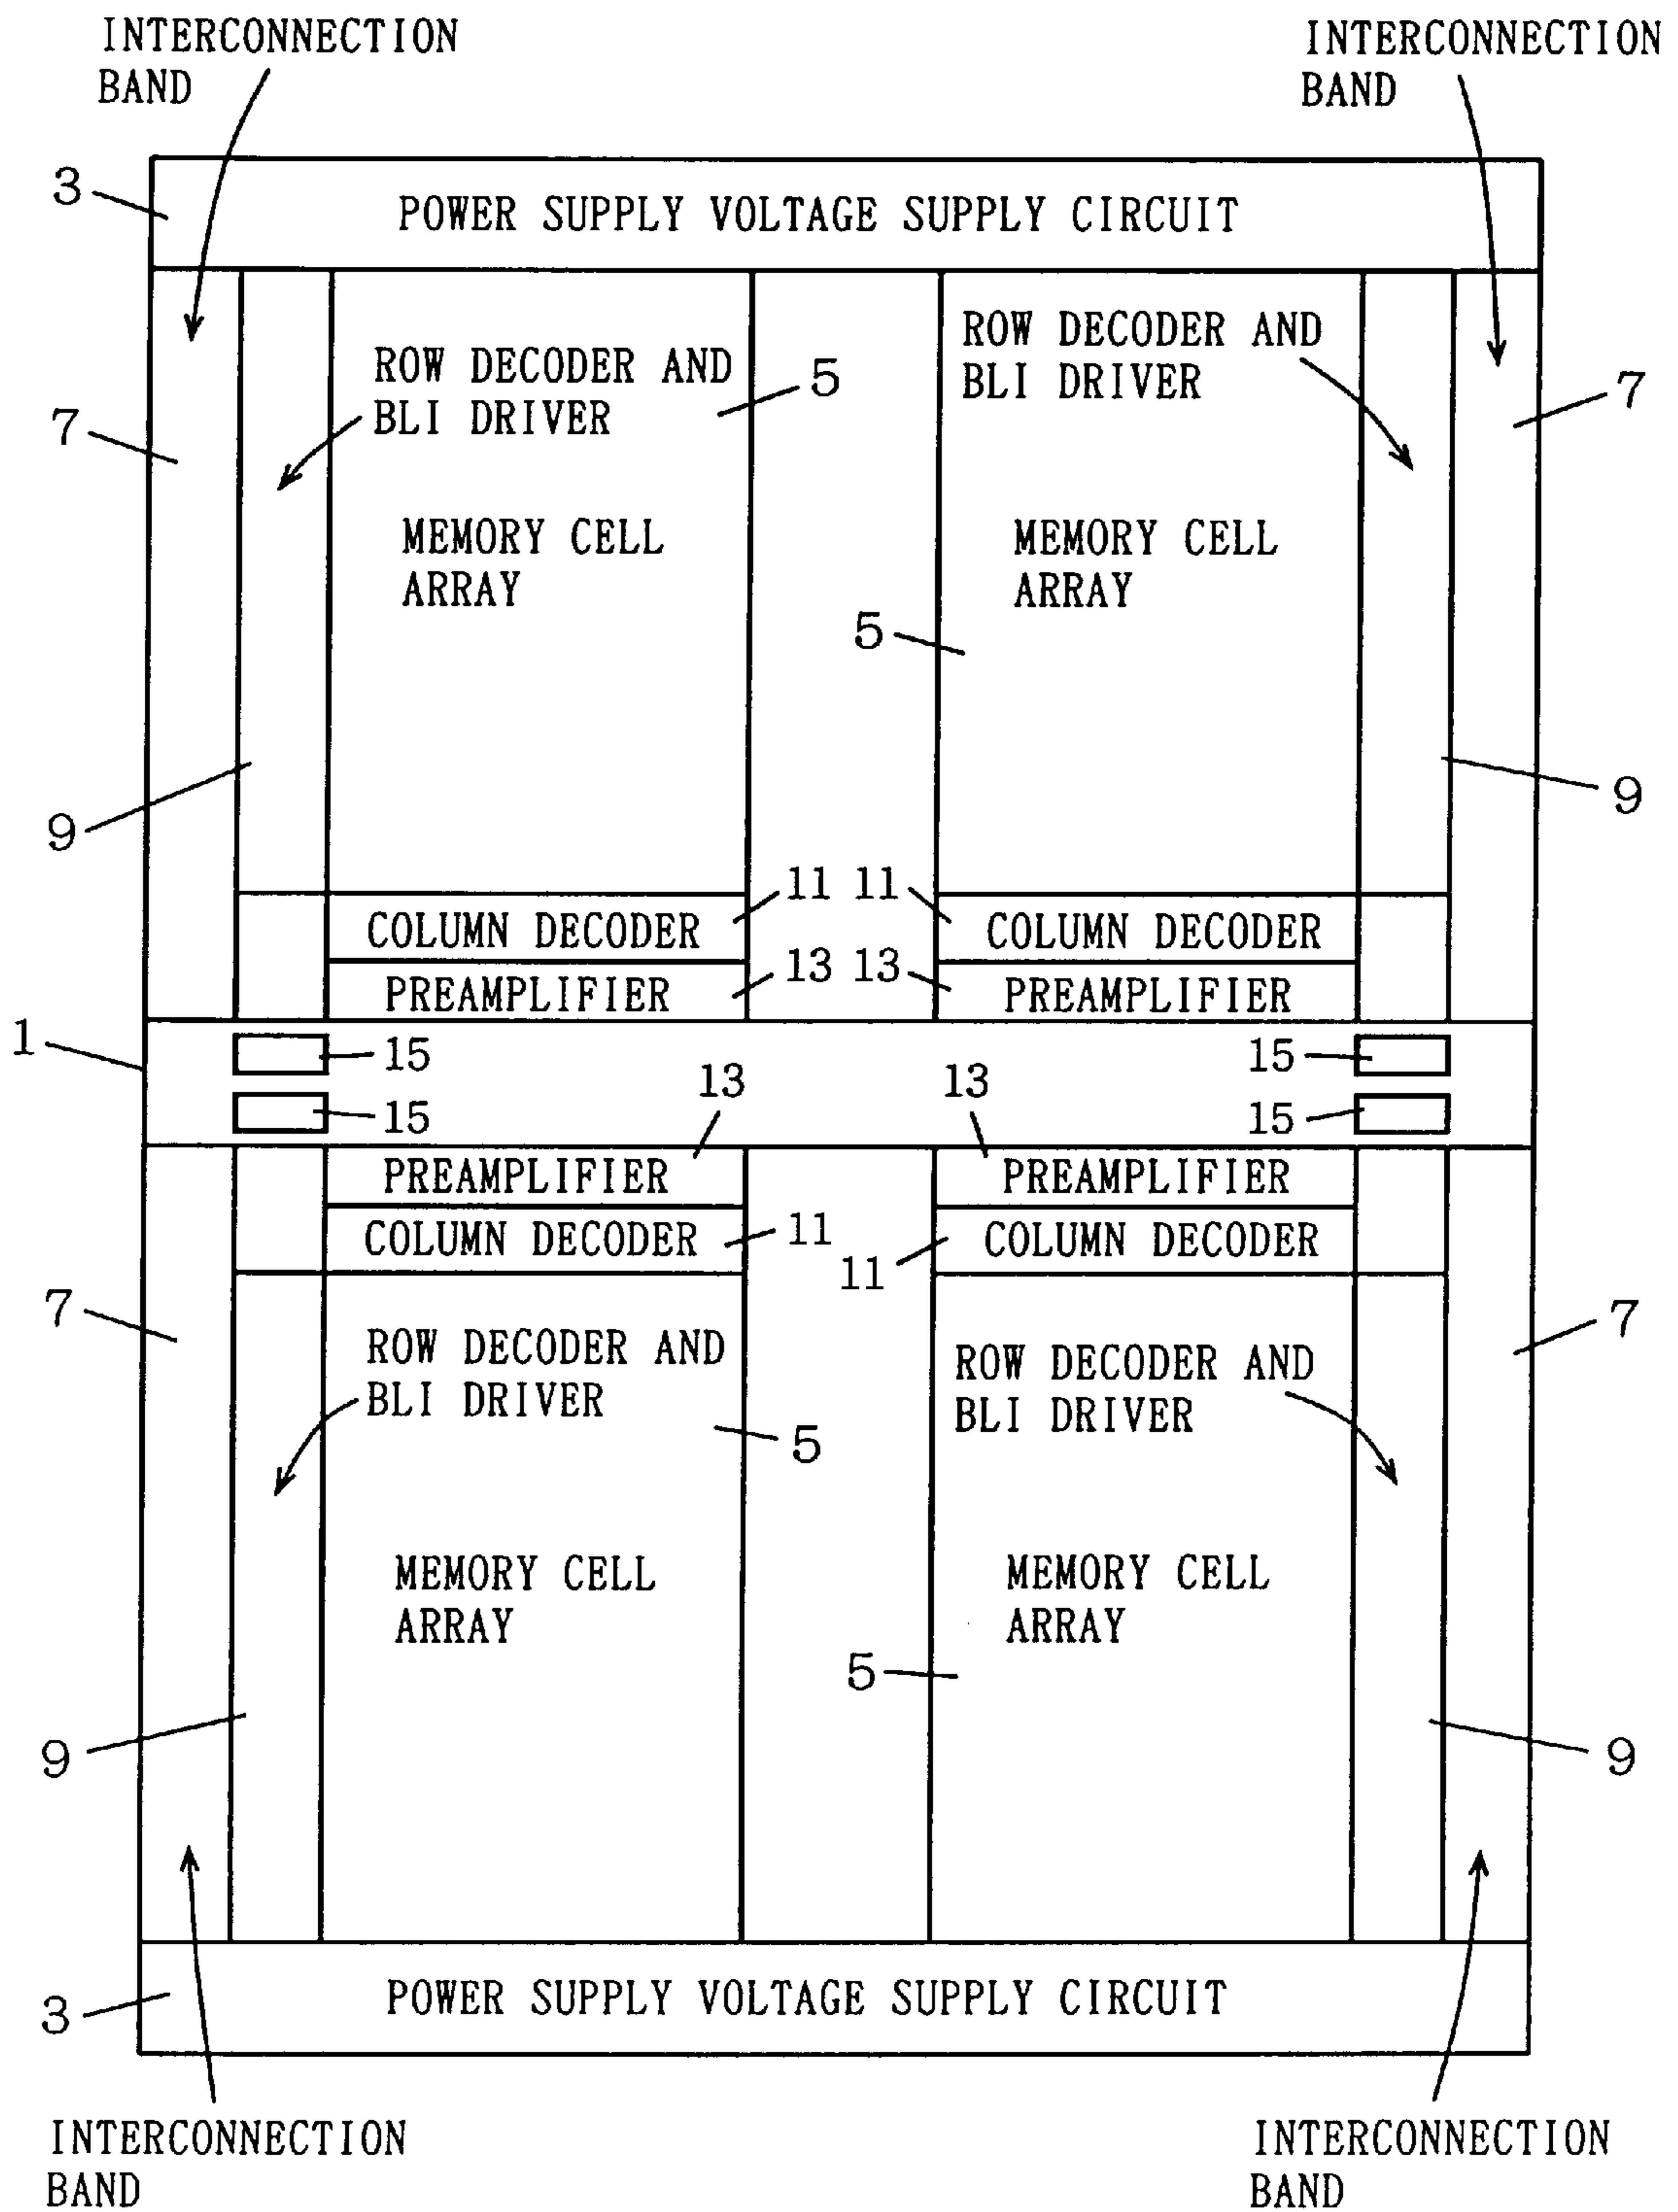 INTERCONNECTION
BAND
INTERCONNECTION
BAND
3
POWER SUPPLY VOLTAGE SUPPLY CIRCUIT
ROW DECODER AND
BLI DRIVER
5
ROW DECODER AND
BLI DRIVER
7
7
MEMORY CELL
ARRAY
MEMORY CELL
ARRAY
5
9
9
11
11
COLUMN DECODER
COLUMN DECODER
13
13
PREAMPLIFIER
PREAMPLIFIER
1
15
15
13
13
15
15
PREAMPLIFIER
PREAMPLIFIER
COLUMN DECODER
11
11
COLUMN DECODER
7
7
ROW DECODER AND
BLI DRIVER
5
ROW DECODER AND
BLI DRIVER
MEMORY CELL
ARRAY
MEMORY CELL
ARRAY
5
9
9
3
POWER SUPPLY VOLTAGE SUPPLY CIRCUIT
INTERCONNECTION
BAND
INTERCONNECTION
BAND